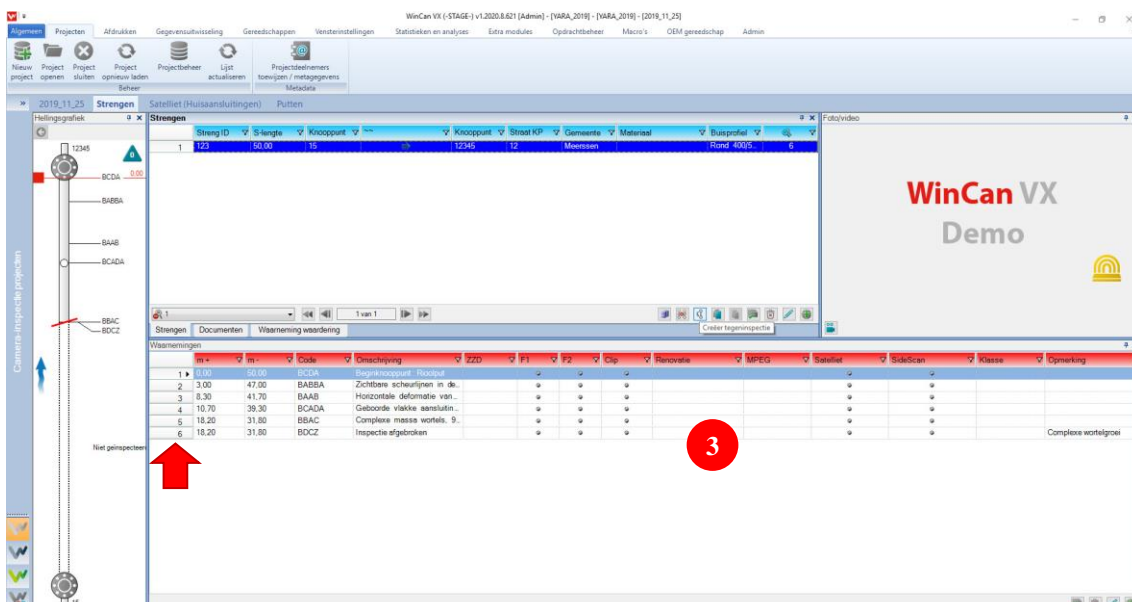 WinCan VX (-STAGE-) v1.2020.8.621 [Admin] - [YARA_2019] - [YARA_2019] - [2019_11_25]
Algemeen Projecten Afdrukken Gegevensuitwisseling Gereedschappen Vensterinstellingen Statistieken en analyses Extra modules Opdrachtbeheer Macro's OEM gereedschap Admin
Nieuw project Project openen Project sluiten Project opnieuw laden Projectbeheer Lijst actualiseren Projectdeelnemers toewijzen / metagegevens
Beheer Metadata
» 2019_11_25 Strengen Satelliet (Huisaansluitingen) Putten
Hellingsgrafiek Strengen Foto/video
Streng ID S-lengte Knooppunt ~~ Knooppunt Straat KP Gemeente Materiaal Buisprofiel
1 123 50,00 15 12345 12 Meerssen Rond 400/5.. 6
12345
0
BCDA 0,00
BABBA
BAAB
BCADA
BBAC
BDCZ
Niet geinspecteerd
15
Camera-inspectie projecten
WinCan VX
Demo
1 1 van 1
Creëer tegeninspectie
Strengen Documenten Waarneming waardering
Waarnemingen
m + m - Code Omschrijving ZZD F1 F2 Clip Renovatie MPEG Satelliet SideScan Klasse Opmerking
1 0,00 50,00 BCDA Beginknooppunt : Rioolput
2 3,00 47,00 BABBA Zichtbare scheurlijnen in de..
3 8,30 41,70 BAAB Horizontale deformatie van ..
4 10,70 39,30 BCADA Geboorde vlakke aansluitin..
5 18,20 31,80 BBAC Complexe massa wortels, 9..
6 18,20 31,80 BDCZ Inspectie afgebroken Complexe wortelgroei
3